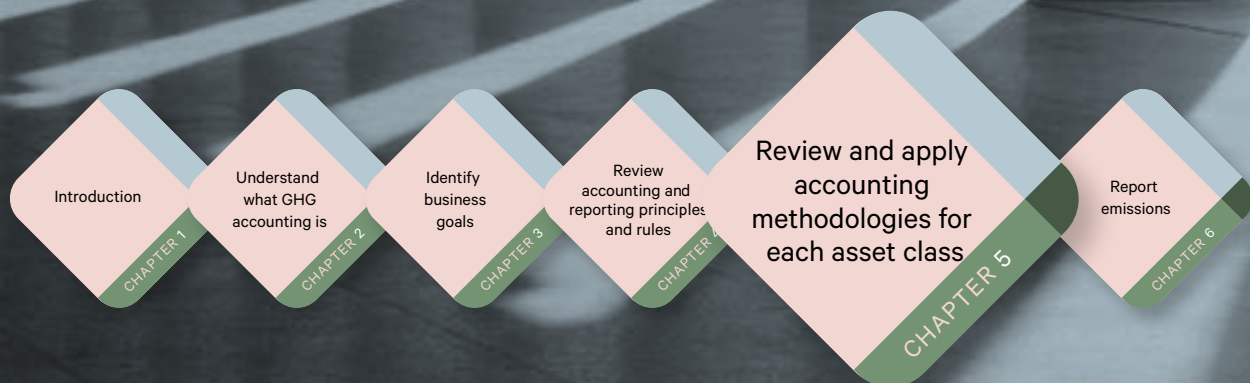 Introduction
CHAPTER 1
Understand
what GHG
accounting is
CHAPTER 2
Identify
business
goals
CHAPTER 3
Review
accounting and
reporting principles
and rules
CHAPTER 4
Review and apply
accounting
methodologies for
each asset class
CHAPTER 5
Report
emissions
CHAPTER 6